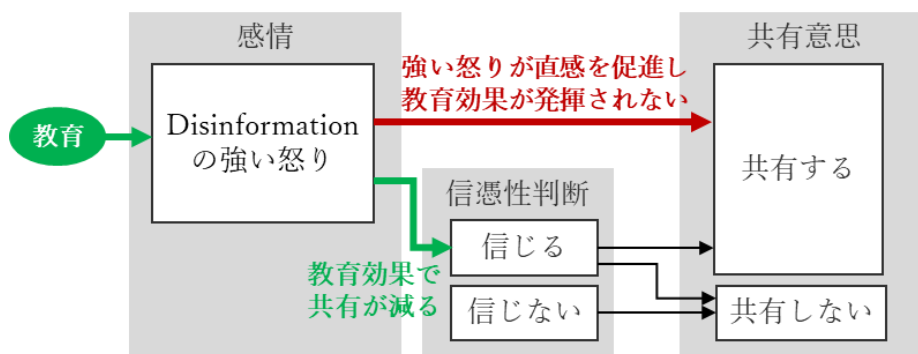 感情
共有意思
強い怒りが直感を促進し
教育効果が発揮されない
教育
Disinformation
の強い怒り
共有する
信憑性判断
信じる
教育効果で
共有が減る
信じない
共有しない